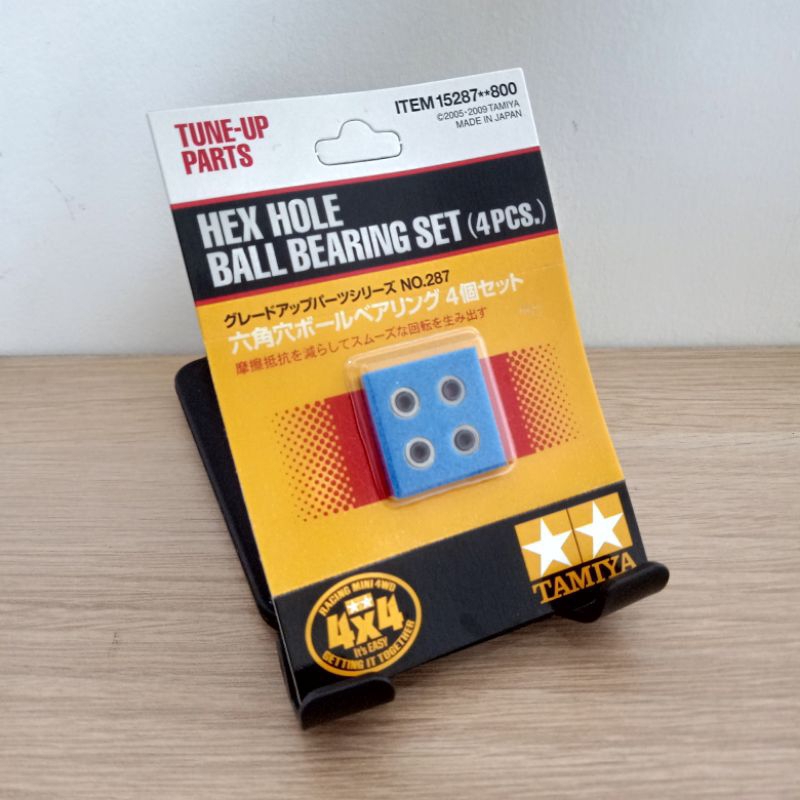 TUNE-UP
PARTS
ITEM 15287**800
©2005-2009 TAMIYA
MADE IN JAPAN
HEX HOLE
BALL BEARING SET (4 PCS.)
グレードアップパーツシリーズ NO.287
六角穴ボールベアリング 4個セット
摩擦抵抗を減らしてスムーズな回転を生み出す
TAMIYA
RACING MINI 4WD
4x4
It's EASY
GETTING IT TOGETHER